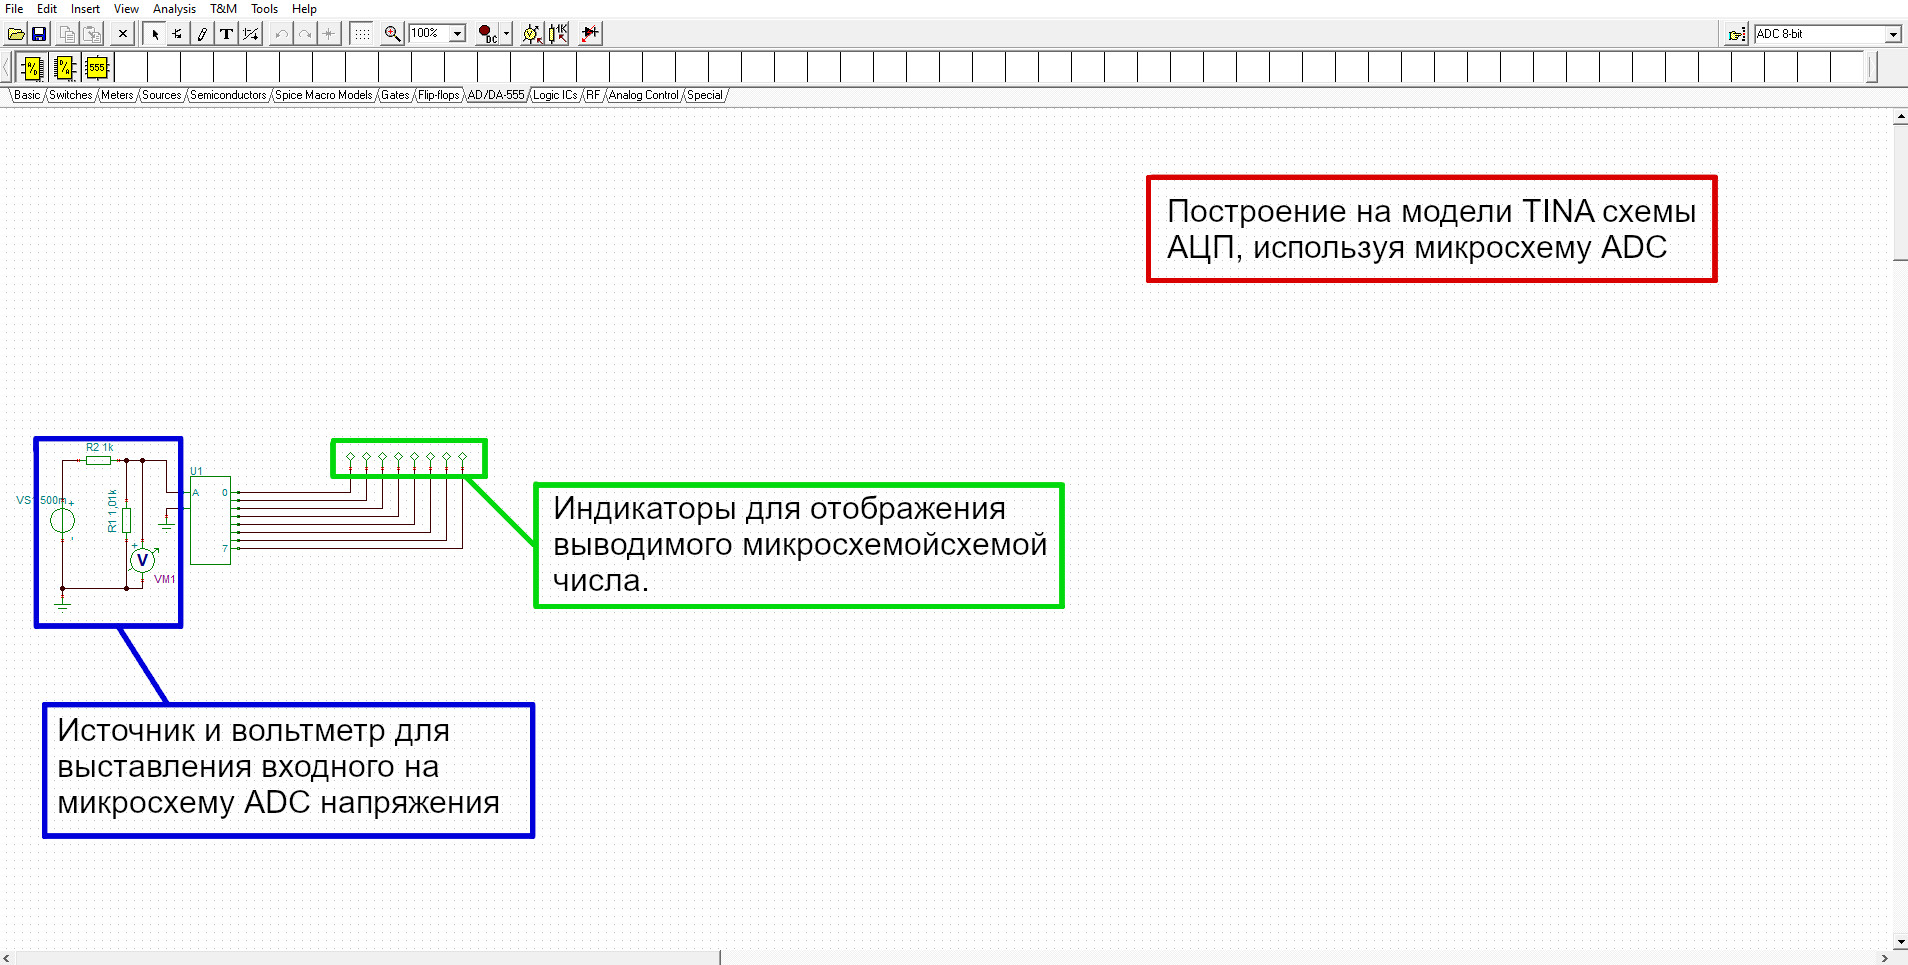 File Edit Insert View Analysis T&M Tools Help
100% DC 1K ADC 8-bit
A/D D/A 555
Basic Switches Meters Sources Semiconductors Spice Macro Models Gates Flip-flops AD/DA-555 Logic ICs RF Analog Control Special
Построение на модели TINA схемы
АЦП, используя микросхему ADC
R2 1k
U1
VS1 500m
+
-
R1 1,01k
A
0
7
+
V
VM1
Индикаторы для отображения
выводимого микросхемойсхемой
числа.
Источник и вольтметр для
выставления входного на
микросхему ADC напряжения